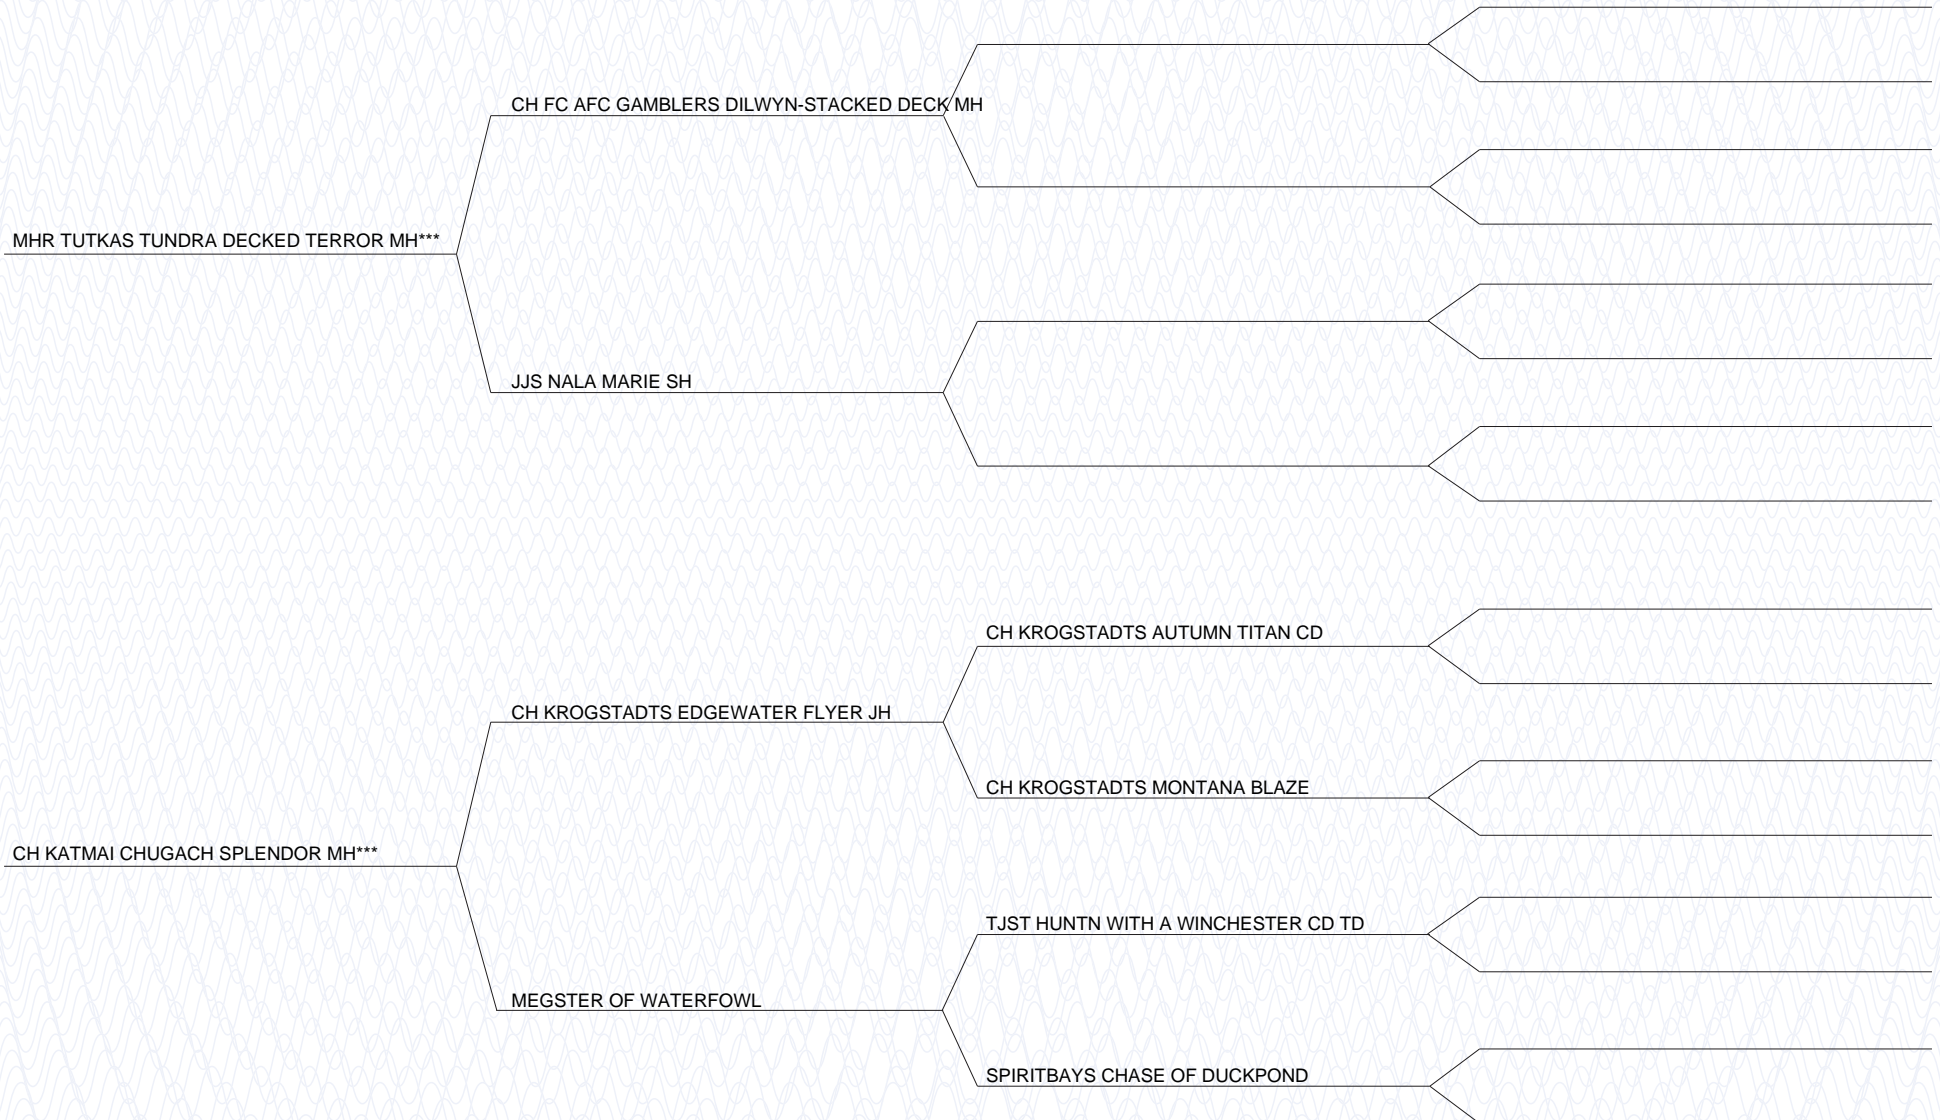 CH FC AFC GAMBLERS DILWYN-STACKED DECK MH
MHR TUTKAS TUNDRA DECKED TERROR MH***
JJS NALA MARIE SH
CH KROGSTADTS AUTUMN TITAN CD
CH KROGSTADTS EDGEWATER FLYER JH
CH KROGSTADTS MONTANA BLAZE
CH KATMAI CHUGACH SPLENDOR MH***
TJST HUNTN WITH A WINCHESTER CD TD
MEGSTER OF WATERFOWL
SPIRITBAYS CHASE OF DUCKPOND